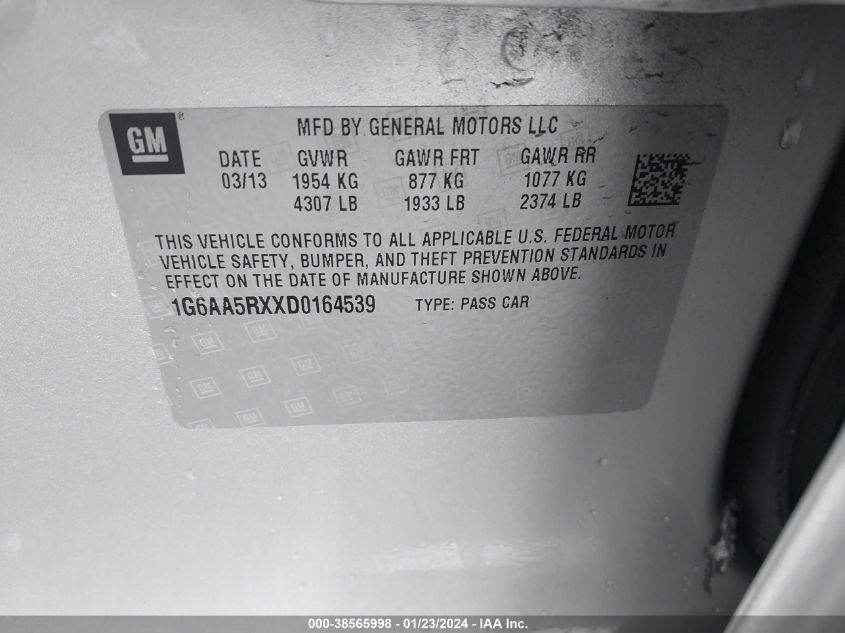 GM ®
MFD BY GENERAL MOTORS LLC
DATE GVWR GAWR FRT GAWR RR
03/13 1954 KG 877 KG 1077 KG
4307 LB 1933 LB 2374 LB
THIS VEHICLE CONFORMS TO ALL APPLICABLE U.S. FEDERAL MOTOR
VEHICLE SAFETY, BUMPER, AND THEFT PREVENTION STANDARDS IN
EFFECT ON THE DATE OF MANUFACTURE SHOWN ABOVE.
1G6AA5RXXD0164539 TYPE: PASS CAR
000-38565998 - 01/23/2024 - IAA Inc.